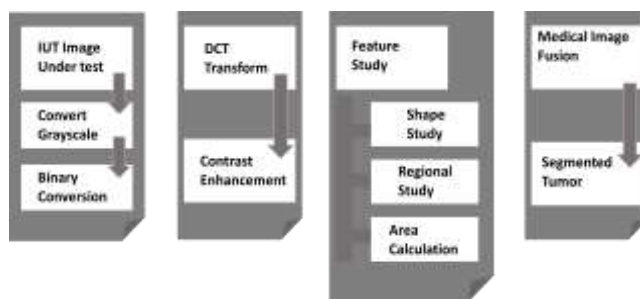 IUT Image
Under test
Convert
Grayscale
Binary
Conversion
DCT
Transform
Contrast
Enhancement
Feature
Study
Shape
Study
Regional
Study
Area
Calculation
Medical Image
Fusion
Segmented
Tumor